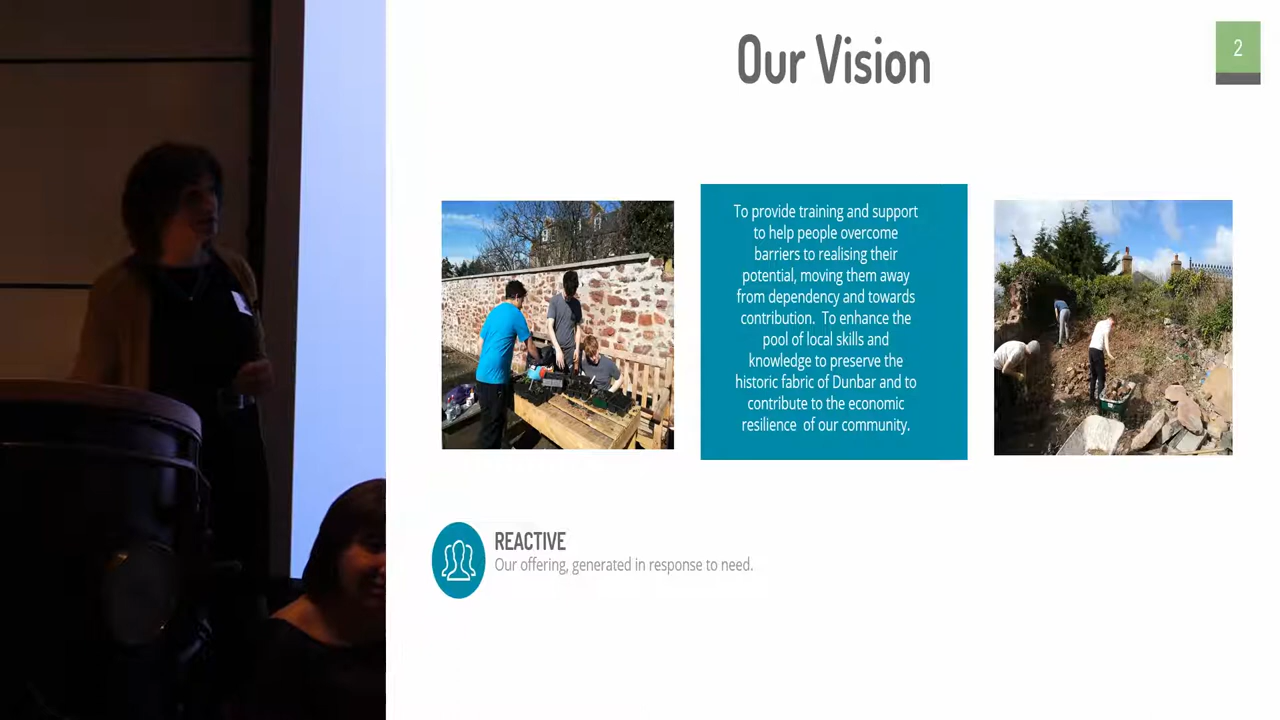 Our Vision
2
To provide training and support
to help people overcome
barriers to realising their
potential, moving them away
from dependency and towards
contribution.  To enhance the
pool of local skills and
knowledge to preserve the
historic fabric of Dunbar and to
contribute to the economic
resilience  of our community.
REACTIVE
Our offering, generated in response to need.